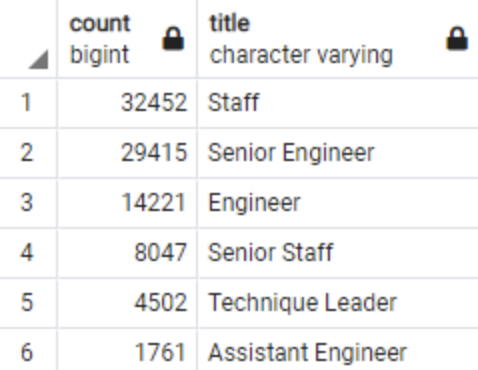 count title
bigint character varying
1 32452 Staff
2 29415 Senior Engineer
3 14221 Engineer
4 8047 Senior Staff
5 4502 Technique Leader
6 1761 Assistant Engineer